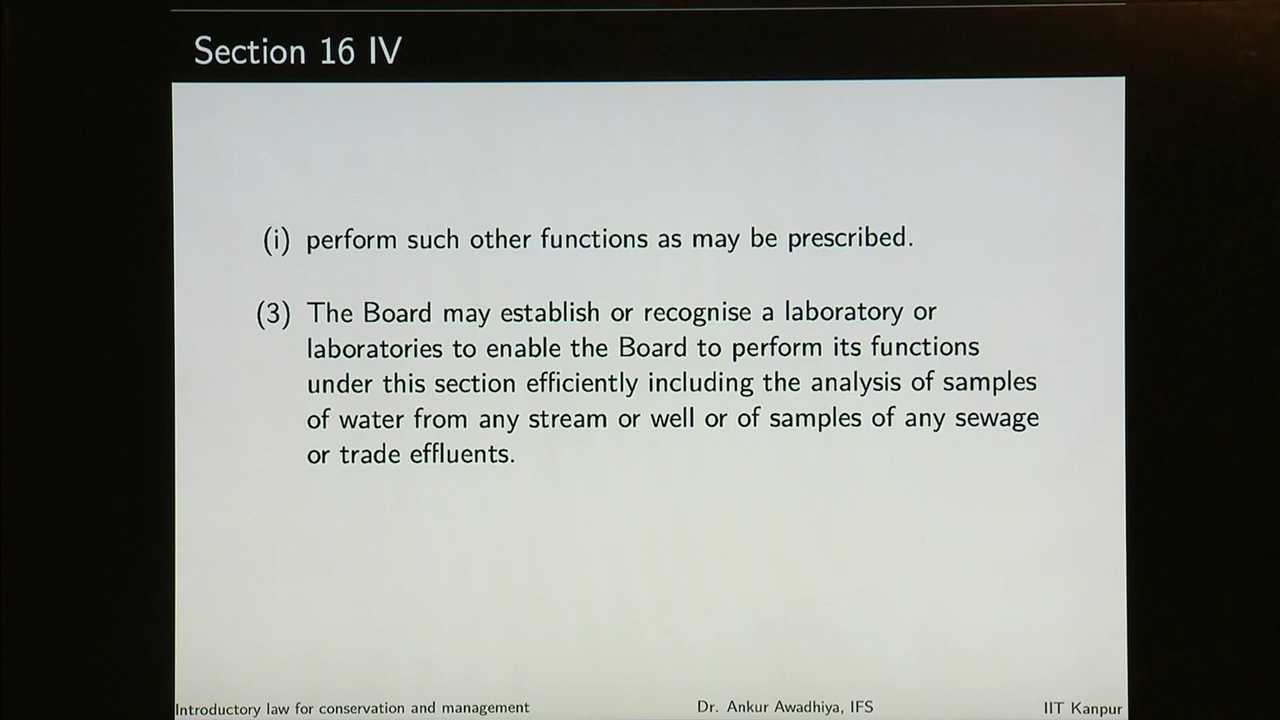 Section 16 IV
(i) perform such other functions as may be prescribed.
(3) The Board may establish or recognise a laboratory or
laboratories to enable the Board to perform its functions
under this section efficiently including the analysis of samples
of water from any stream or well or of samples of any sewage
or trade effluents.
Introductory law for conservation and management Dr. Ankur Awadhiya, IFS IIT Kanpur